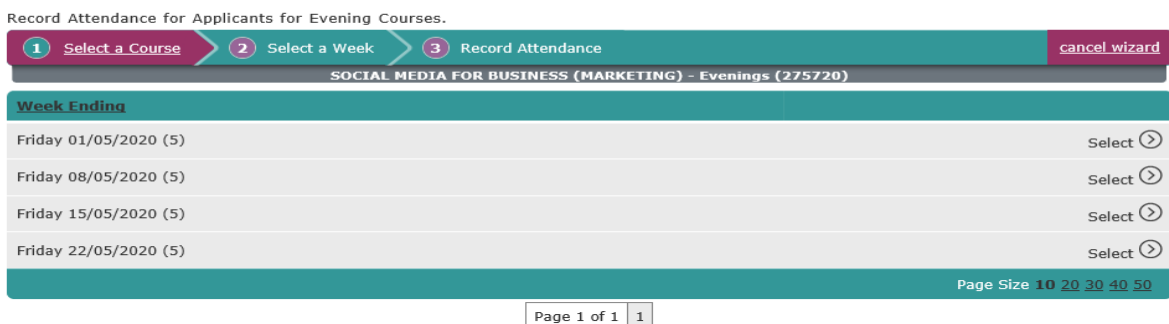 Record Attendance for Applicants for Evening Courses.
1 Select a Course 2 Select a Week 3 Record Attendance cancel wizard
SOCIAL MEDIA FOR BUSINESS (MARKETING) - Evenings (275720)
Week Ending
Friday 01/05/2020 (5) Select
Friday 08/05/2020 (5) Select
Friday 15/05/2020 (5) Select
Friday 22/05/2020 (5) Select
Page Size 10 20 30 40 50
Page 1 of 1 1